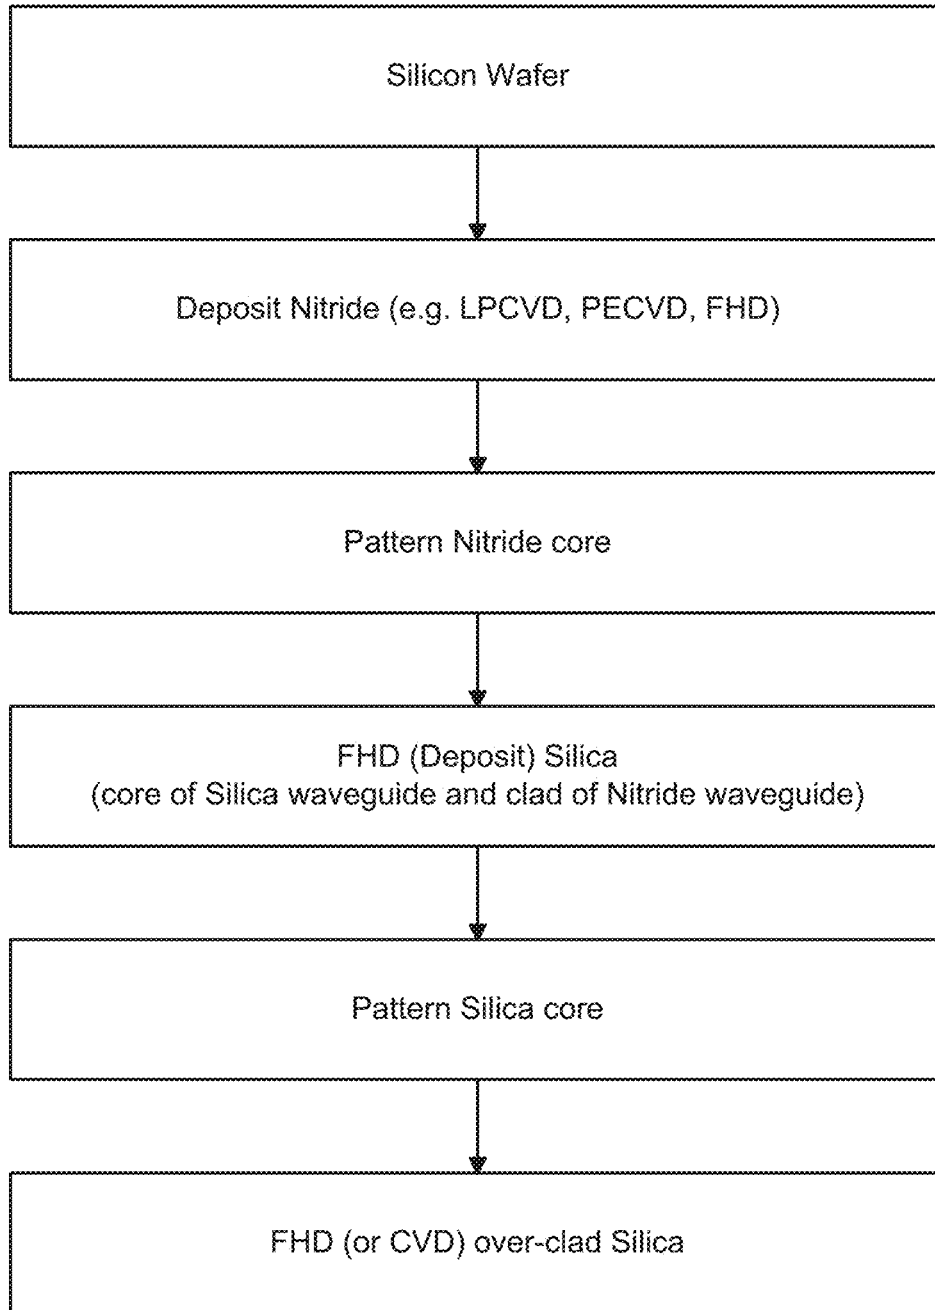 Silicon Wafer
Deposit Nitride (e.g. LPCVD, PECVD, FHD)
Pattern Nitride core
FHD (Deposit) Silica
(core of Silica waveguide and clad of Nitride waveguide)
Pattern Silica core
FHD (or CVD) over-clad Silica